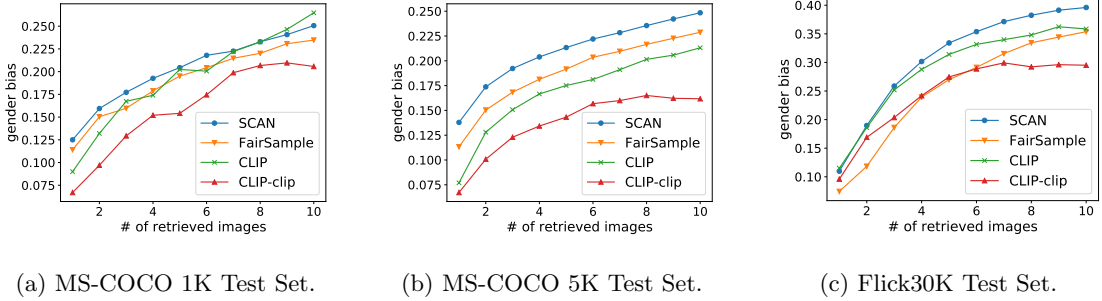 0.250
0.225
0.200
0.175
0.150
0.125
0.100
0.075
gender bias
SCAN
FairSample
CLIP
CLIP-clip
2 4 6 8 10
# of retrieved images
(a) MS-COCO 1K Test Set.
0.250
0.225
0.200
0.175
0.150
0.125
0.100
0.075
gender bias
SCAN
FairSample
CLIP
CLIP-clip
2 4 6 8 10
# of retrieved images
(b) MS-COCO 5K Test Set.
0.40
0.35
0.30
0.25
0.20
0.15
0.10
gender bias
SCAN
FairSample
CLIP
CLIP-clip
2 4 6 8 10
# of retrieved images
(c) Flick30K Test Set.